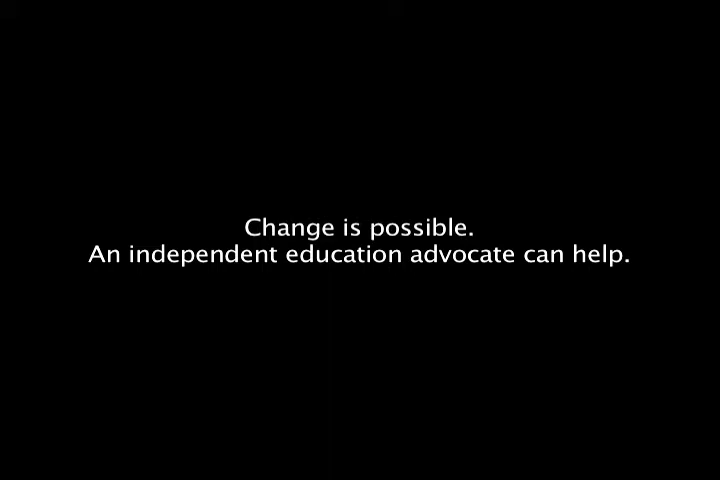 Change is possible.
An independent education advocate can help.